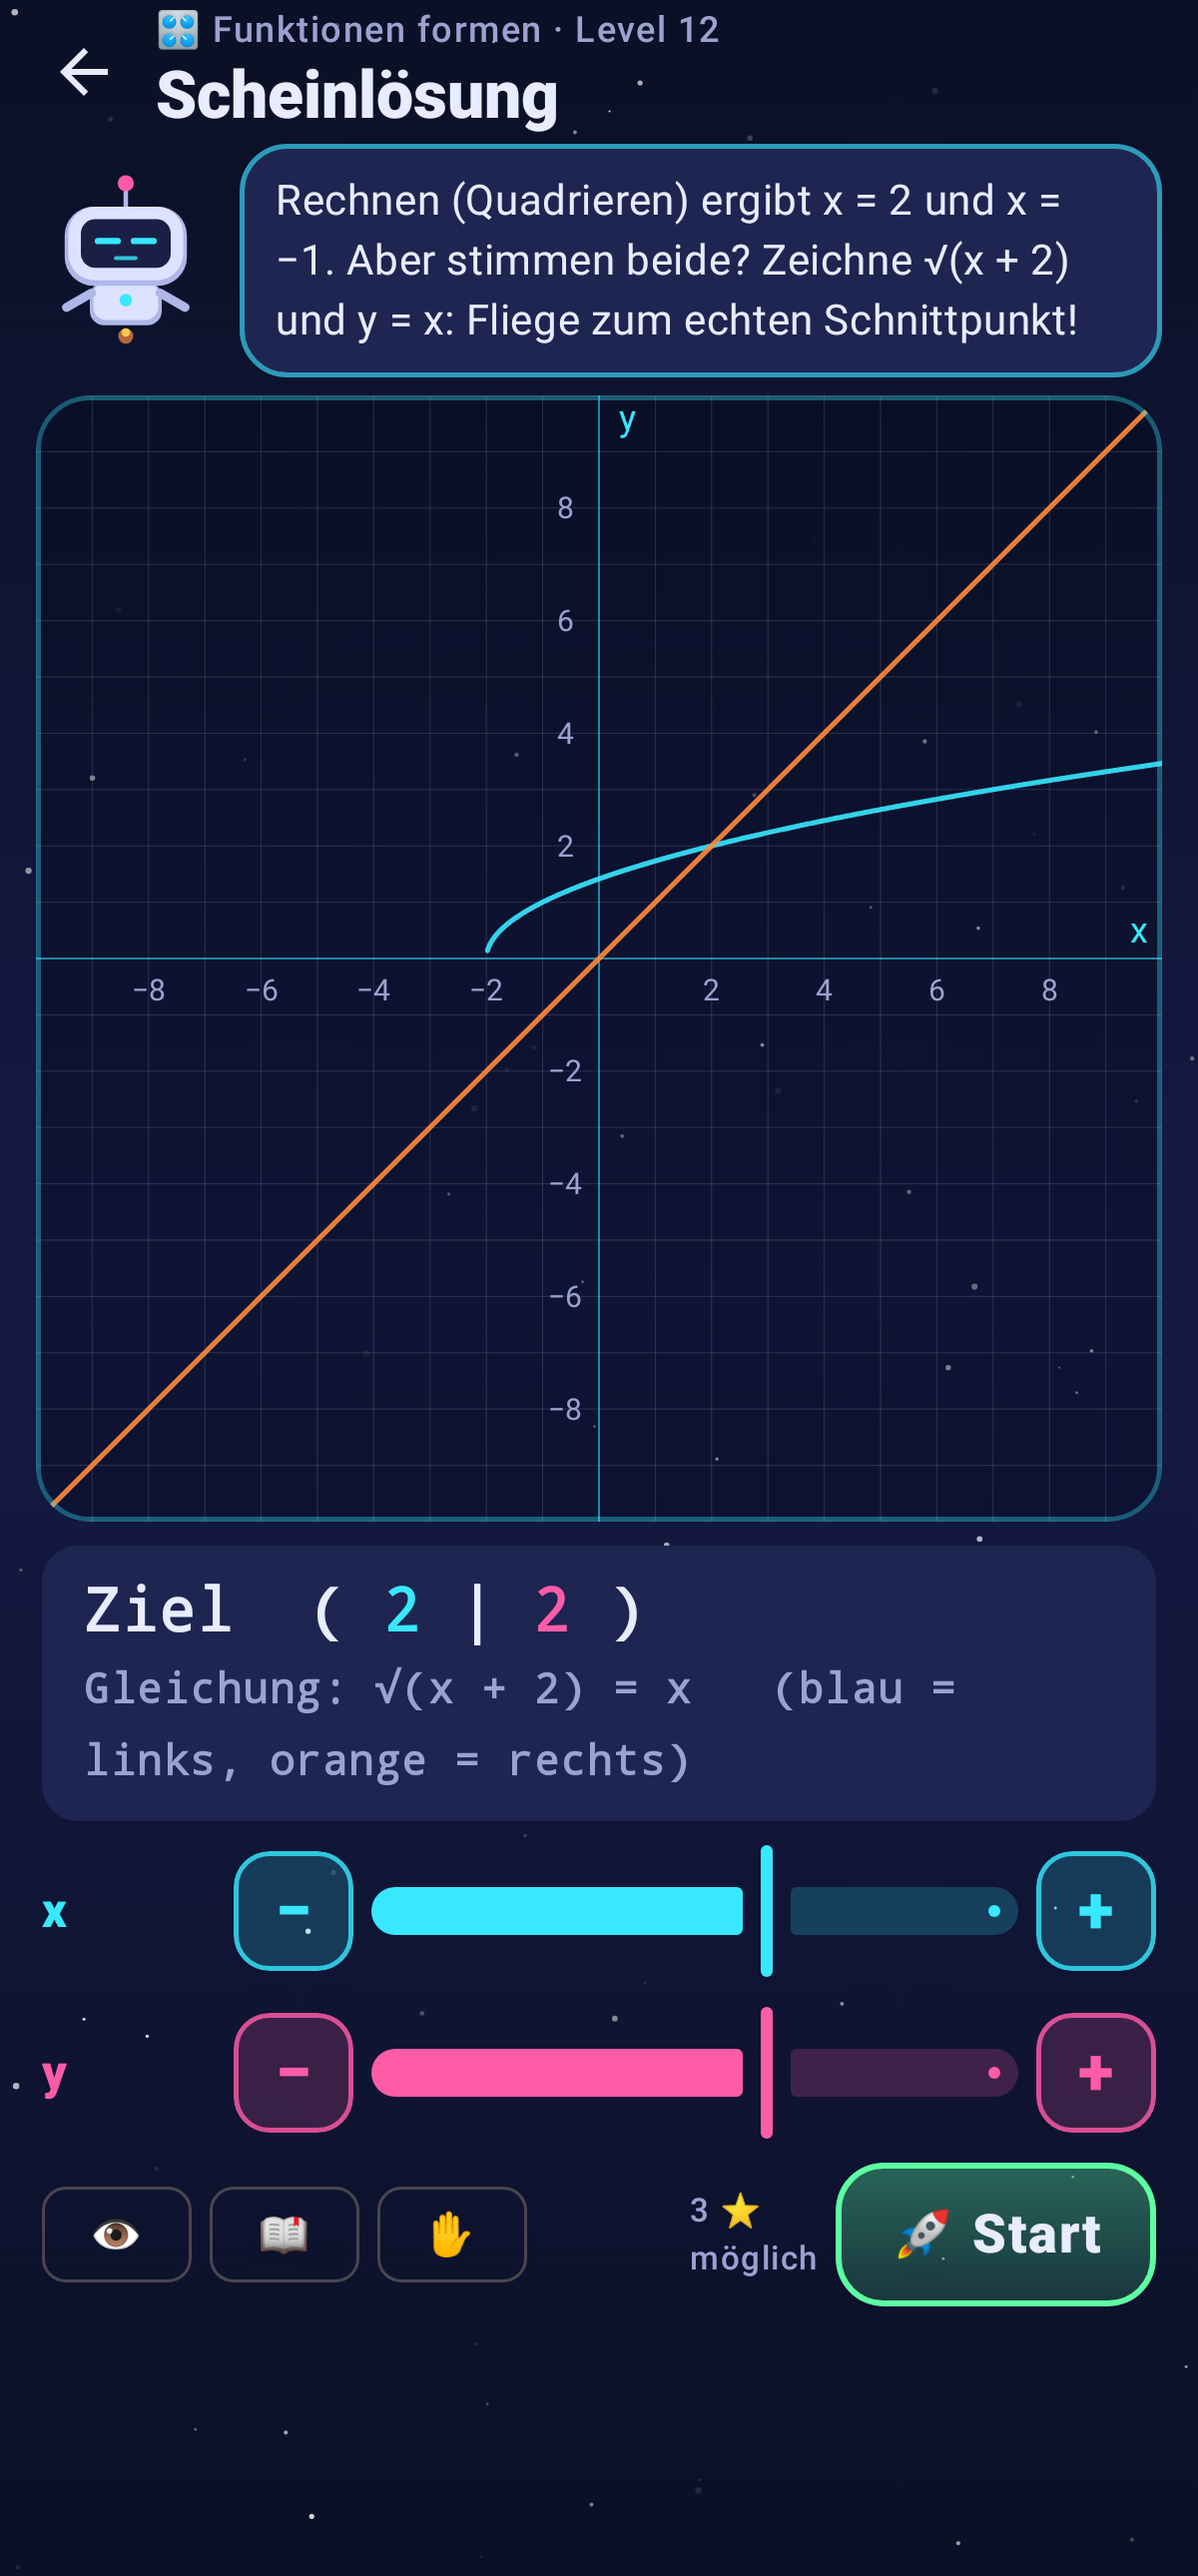 Funktionen formen · Level 12
Scheinlösung
Rechnen (Quadrieren) ergibt x = 2 und x =
−1. Aber stimmen beide? Zeichne √(x + 2)
und y = x: Fliege zum echten Schnittpunkt!
y
8
6
4
2
x
−8 −6 −4 −2 2 4 6 8
−2
−4
−6
−8
Ziel ( 2 | 2 )
Gleichung: √(x + 2) = x (blau =
links, orange = rechts)
x − +
y − +
3 ⭐
möglich
Start